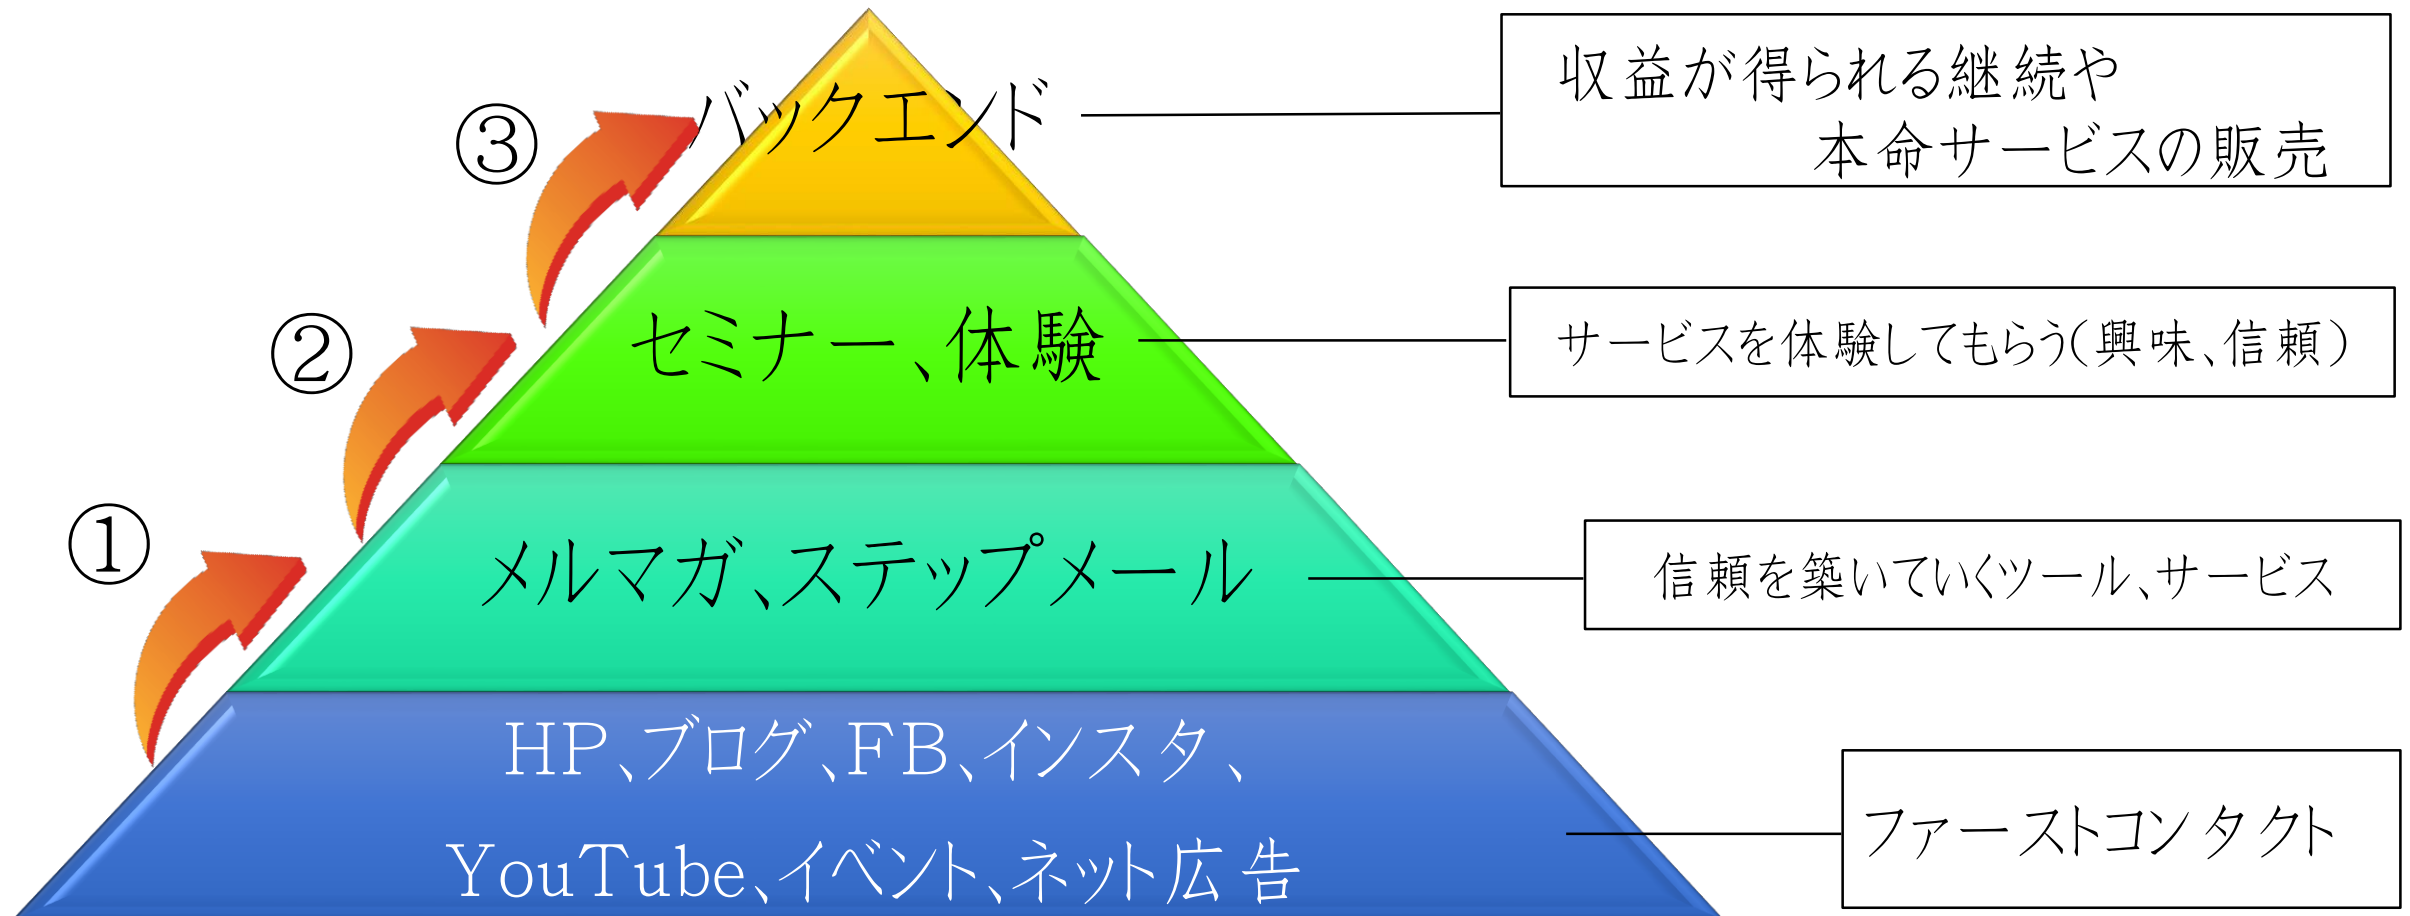 ③
バックエンド
収益が得られる継続や
本命サービスの販売
②
セミナー、体験
サービスを体験してもらう(興味、信頼)
①
メルマガ、ステップメール
信頼を築いていくツール、サービス
HP、ブログ、FB、インスタ、
YouTube、イベント、ネット広告
ファーストコンタクト